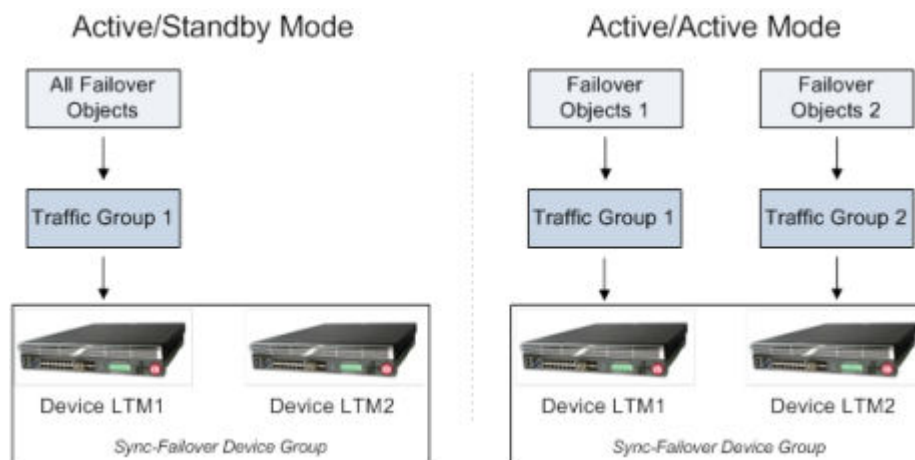 Active/Standby Mode
All Failover
Objects
Traffic Group 1
Device LTM1
Device LTM2
Sync-Failover Device Group
Active/Active Mode
Failover
Objects 1
Failover
Objects 2
Traffic Group 1
Traffic Group 2
Device LTM1
Device LTM2
Sync-Failover Device Group